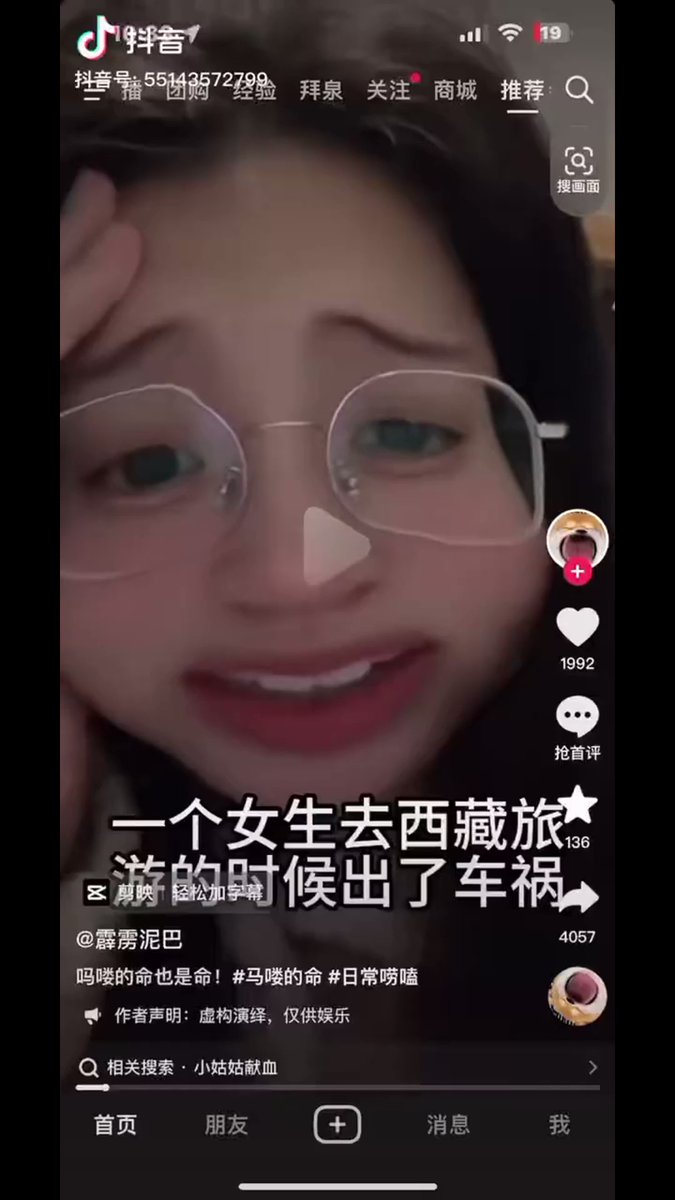 抖音
抖音号: 55143572799
19
播 团购 经验 拜泉 关注 商城 推荐
搜画面
1992
抢首评
一个女生去西藏旅
136
游的时候出了车祸
剪映 轻松加字幕
4057
@霹雳泥巴
吗喽的命也是命！#马喽的命 #日常唠嗑
作者声明：虚构演绎，仅供娱乐
相关搜索 · 小姑姑献血
首页 朋友 消息 我